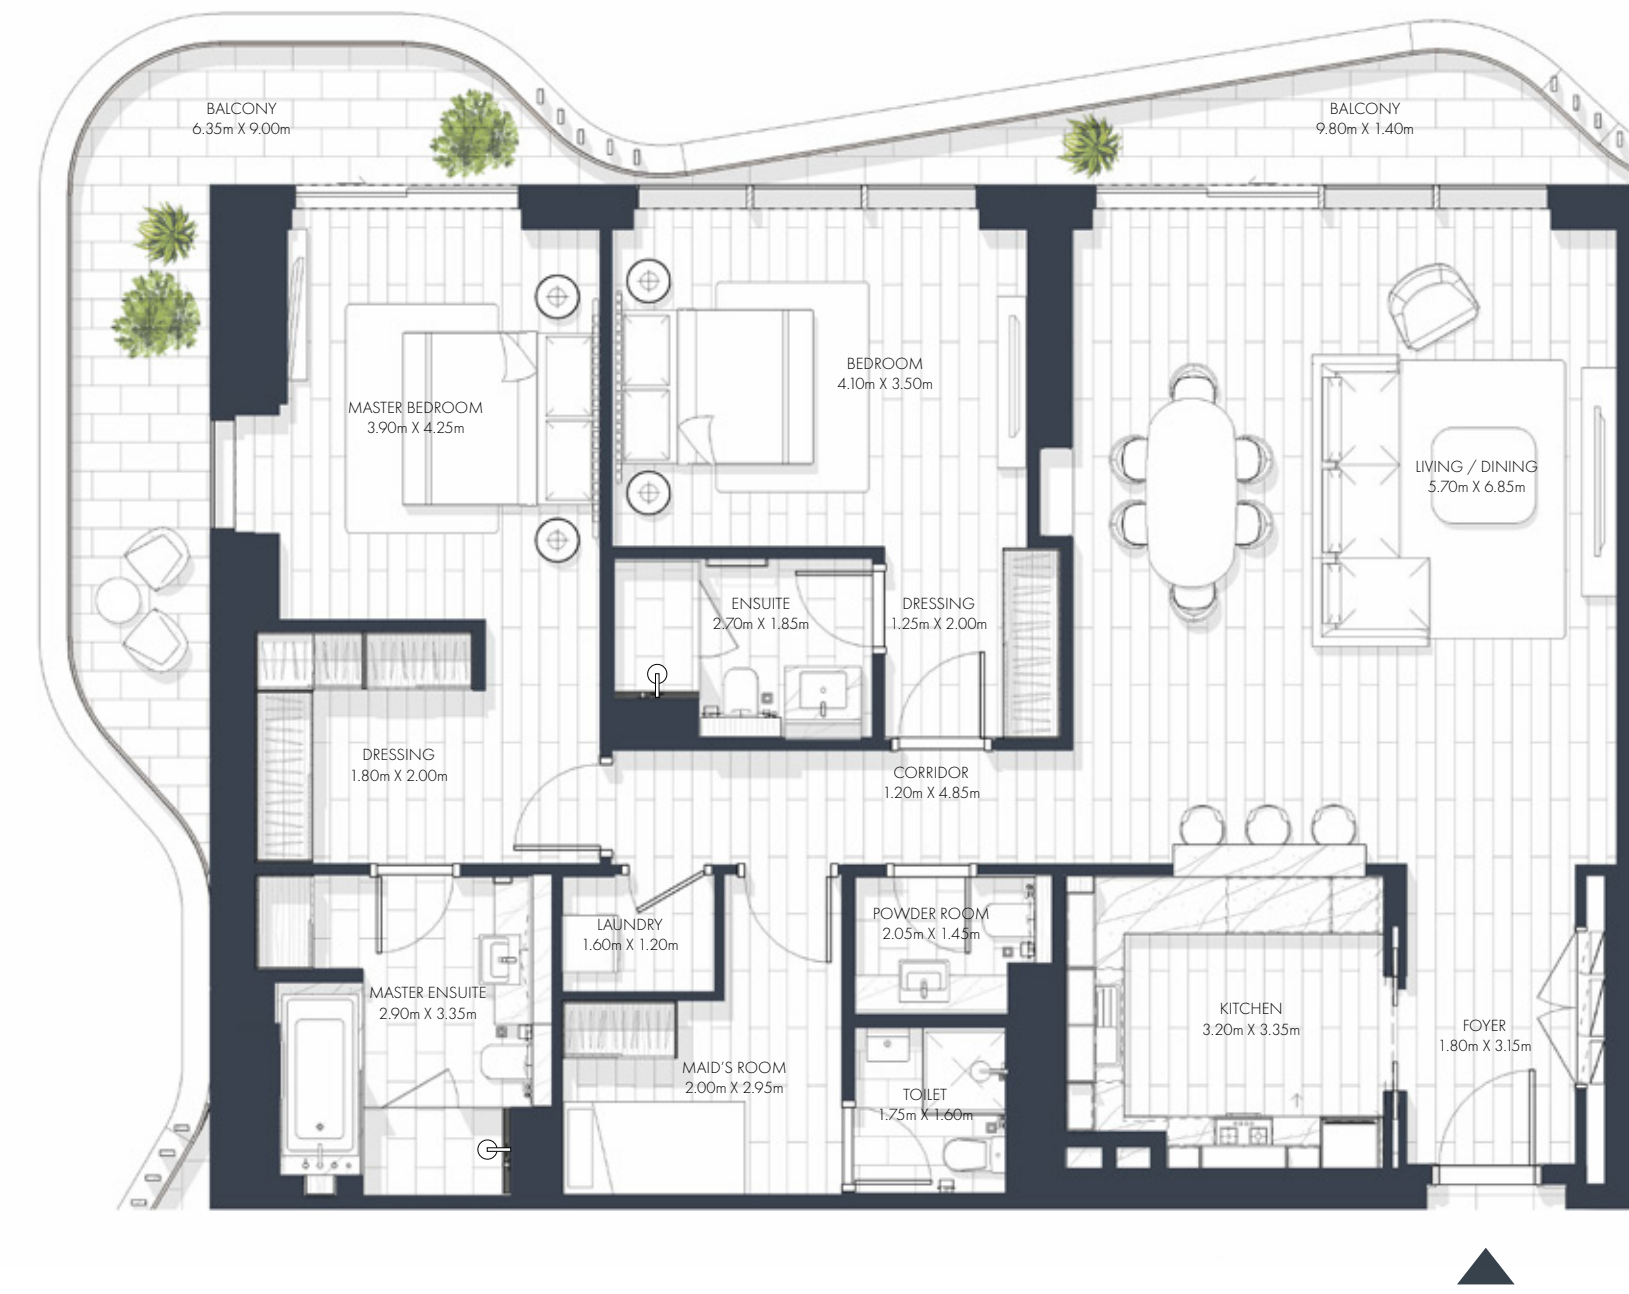 BALCONY
6.35m X 9.00m
BALCONY
9.80m X 1.40m
BEDROOM
4.10m X 3.50m
MASTER BEDROOM
3.90m X 4.25m
LIVING / DINING
5.70m X 6.85m
ENSUITE
2.70m X 1.85m
DRESSING
1.25m X 2.00m
DRESSING
1.80m X 2.00m
CORRIDOR
1.20m X 4.85m
LAUNDRY
1.60m X 1.20m
POWDER ROOM
2.05m X 1.45m
MASTER ENSUITE
2.90m X 3.35m
KITCHEN
3.20m X 3.35m
FOYER
1.80m X 3.15m
MAID'S ROOM
2.00m X 2.95m
TOILET
1.75m X 1.60m